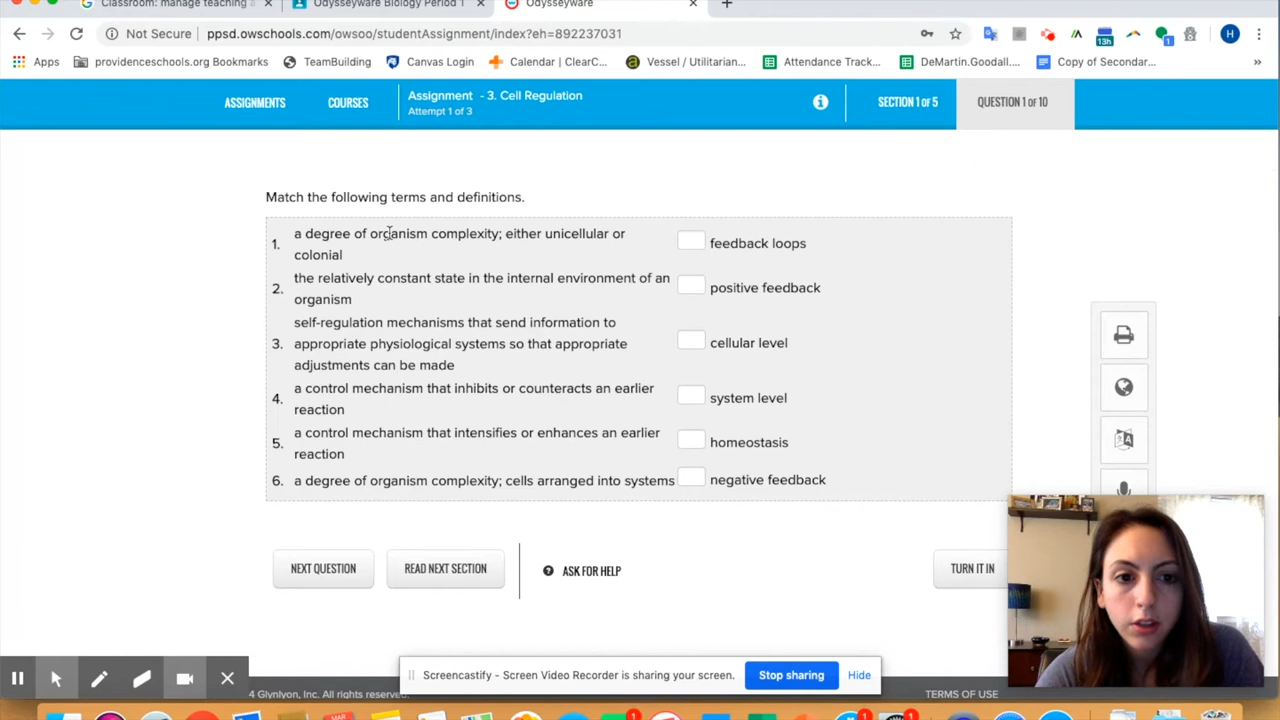 Classroom: manage teaching a
Odysseyware Biology Period 1
Odysseyware
Not Secure | ppsd.owschools.com/owsoo/studentAssignment/index?eh=892237031
13h
1
H
Apps
providenceschools.org Bookmarks
TeamBuilding
Canvas Login
Calendar | ClearC...
Vessel / Utilitarian...
Attendance Track...
DeMartin.Goodall....
Copy of Secondar...
»
ASSIGNMENTS
COURSES
Assignment - 3. Cell Regulation
Attempt 1 of 3
SECTION 1 OF 5
QUESTION 1 OF 10
Match the following terms and definitions.
1. a degree of organism complexity; either unicellular or
colonial
feedback loops
2. the relatively constant state in the internal environment of an
organism
positive feedback
3. self-regulation mechanisms that send information to
appropriate physiological systems so that appropriate
adjustments can be made
cellular level
4. a control mechanism that inhibits or counteracts an earlier
reaction
system level
5. a control mechanism that intensifies or enhances an earlier
reaction
homeostasis
6. a degree of organism complexity; cells arranged into systems
negative feedback
NEXT QUESTION
READ NEXT SECTION
ASK FOR HELP
TURN IT IN
Screencastify - Screen Video Recorder is sharing your screen.
Stop sharing
Hide
4 Glynlyon, Inc. All rights reserved.
TERMS OF USE
MAR
1
1
1